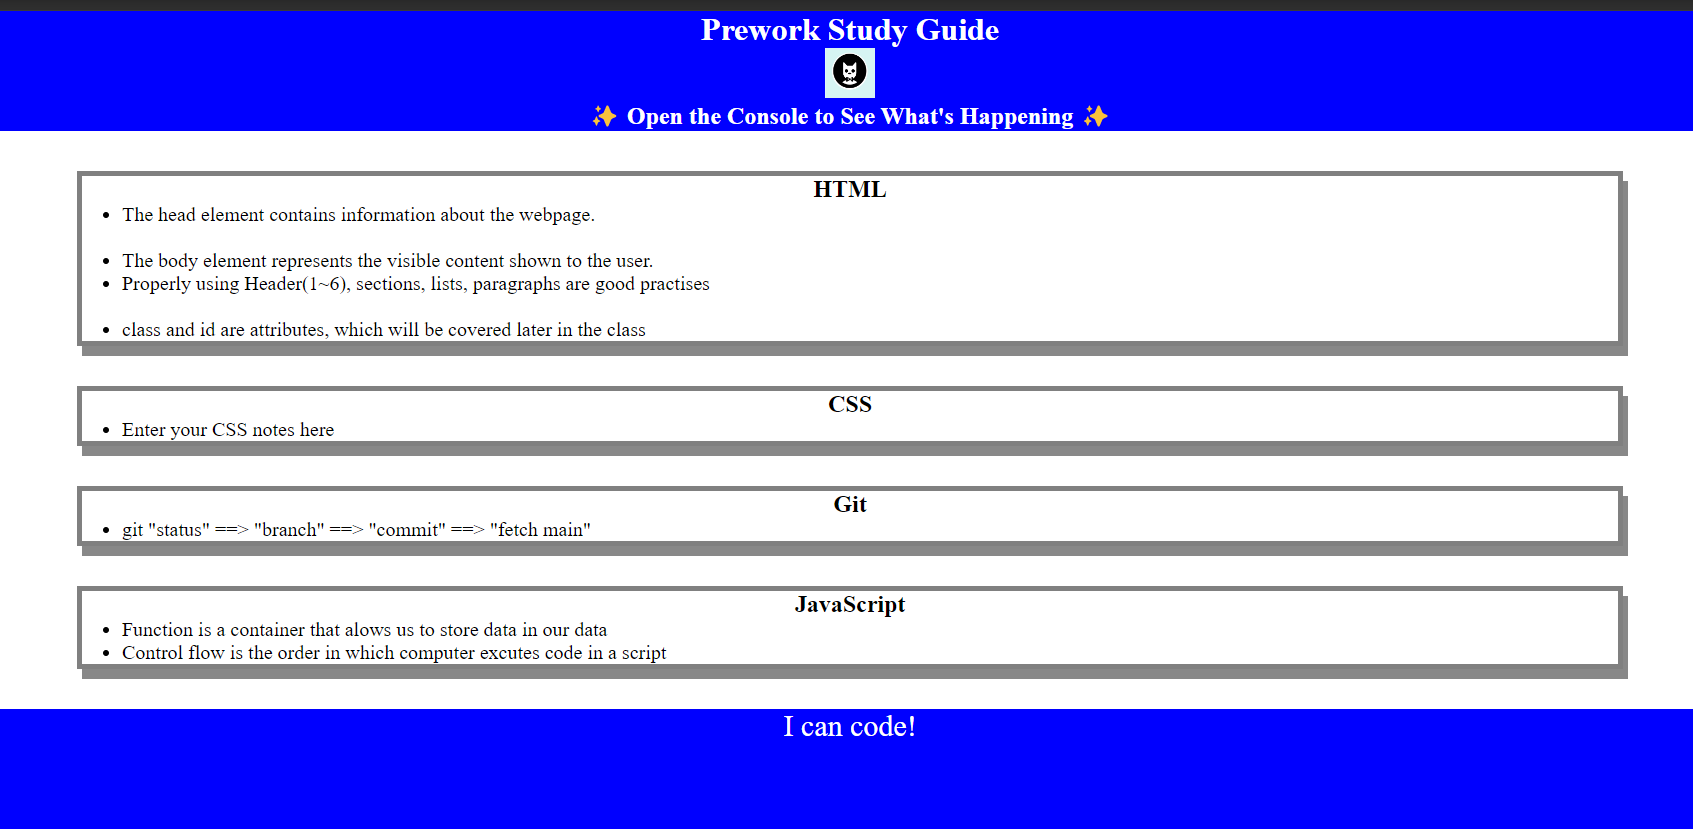 Prework Study Guide
✨ Open the Console to See What's Happening ✨
HTML
• The head element contains information about the webpage.
• The body element represents the visible content shown to the user.
• Properly using Header(1~6), sections, lists, paragraphs are good practises
• class and id are attributes, which will be covered later in the class
CSS
• Enter your CSS notes here
Git
• git "status" ==> "branch" ==> "commit" ==> "fetch main"
JavaScript
• Function is a container that alows us to store data in our data
• Control flow is the order in which computer excutes code in a script
I can code!